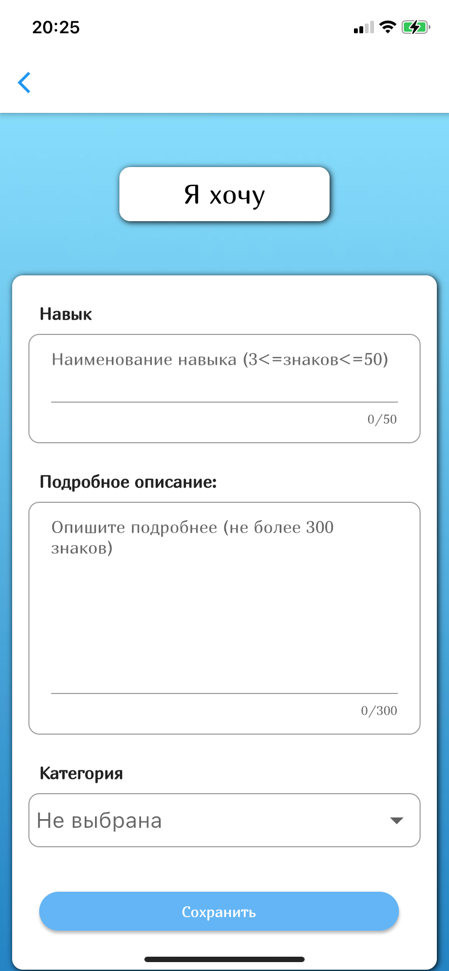 20:25
Я хочу
Навык
Наименование навыка (3<=знаков<=50)
0/50
Подробное описание:
Опишите подробнее (не более 300
знаков)
0/300
Категория
Не выбрана
Сохранить